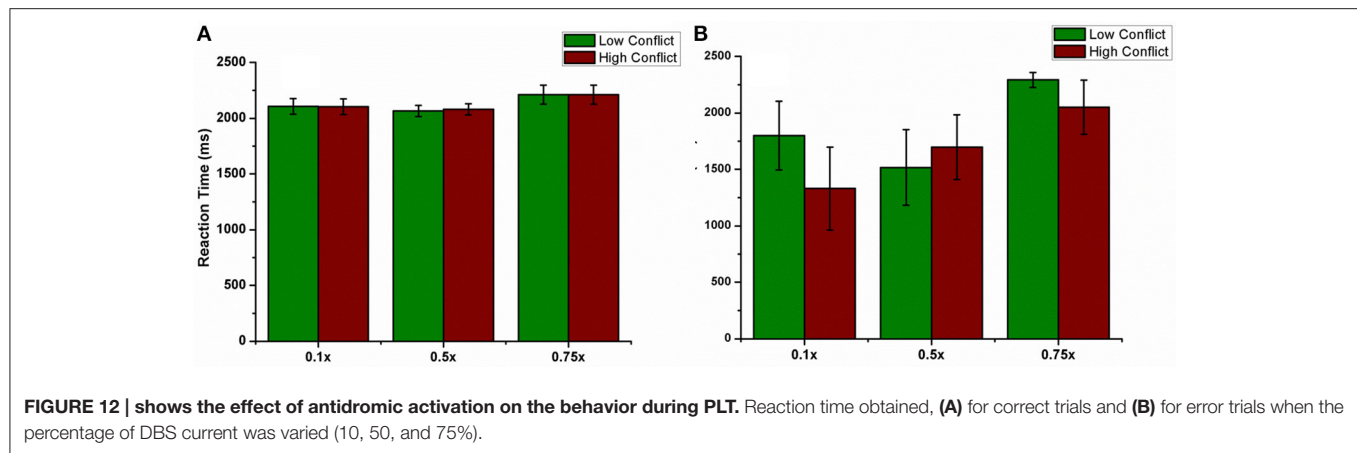 A
Low Conflict
High Conflict
Reaction Time (ms)
2500
2000
1500
1000
500
0
0.1x 0.5x 0.75x
B
Low Conflict
High Conflict
2500
2000
1500
1000
500
0
0.1x 0.5x 0.75x
FIGURE 12 | shows the effect of antidromic activation on the behavior during PLT. Reaction time obtained, (A) for correct trials and (B) for error trials when the
percentage of DBS current was varied (10, 50, and 75%).